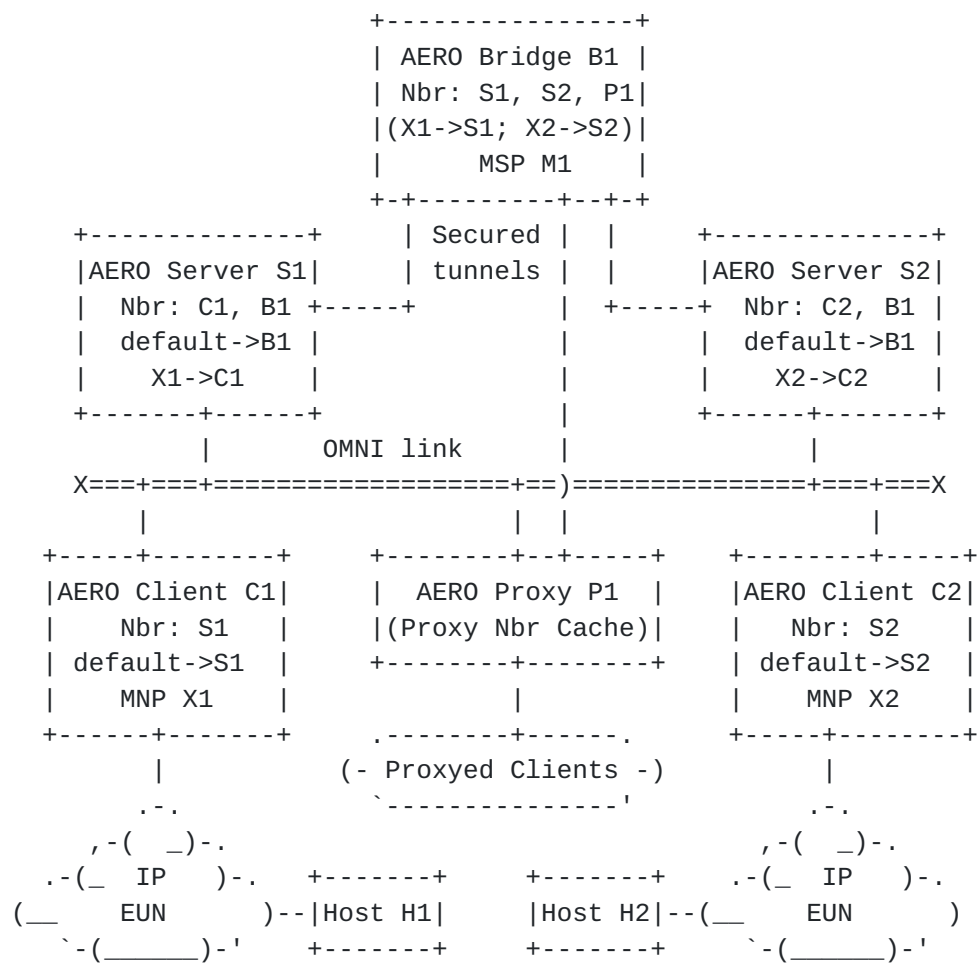 AERO Bridge B1
Nbr: S1, S2, P1
(X1->S1; X2->S2)
MSP M1
Secured
tunnels
AERO Server S1
Nbr: C1, B1
default->B1
X1->C1
AERO Server S2
Nbr: C2, B1
default->B1
X2->C2
OMNI link
X===+===+===================+==)===============+===+===X
AERO Client C1
Nbr: S1
default->S1
MNP X1
AERO Proxy P1
(Proxy Nbr Cache)
AERO Client C2
Nbr: S2
default->S2
MNP X2
(- Proxyed Clients -)
IP
EUN
Host H1
Host H2
IP
EUN